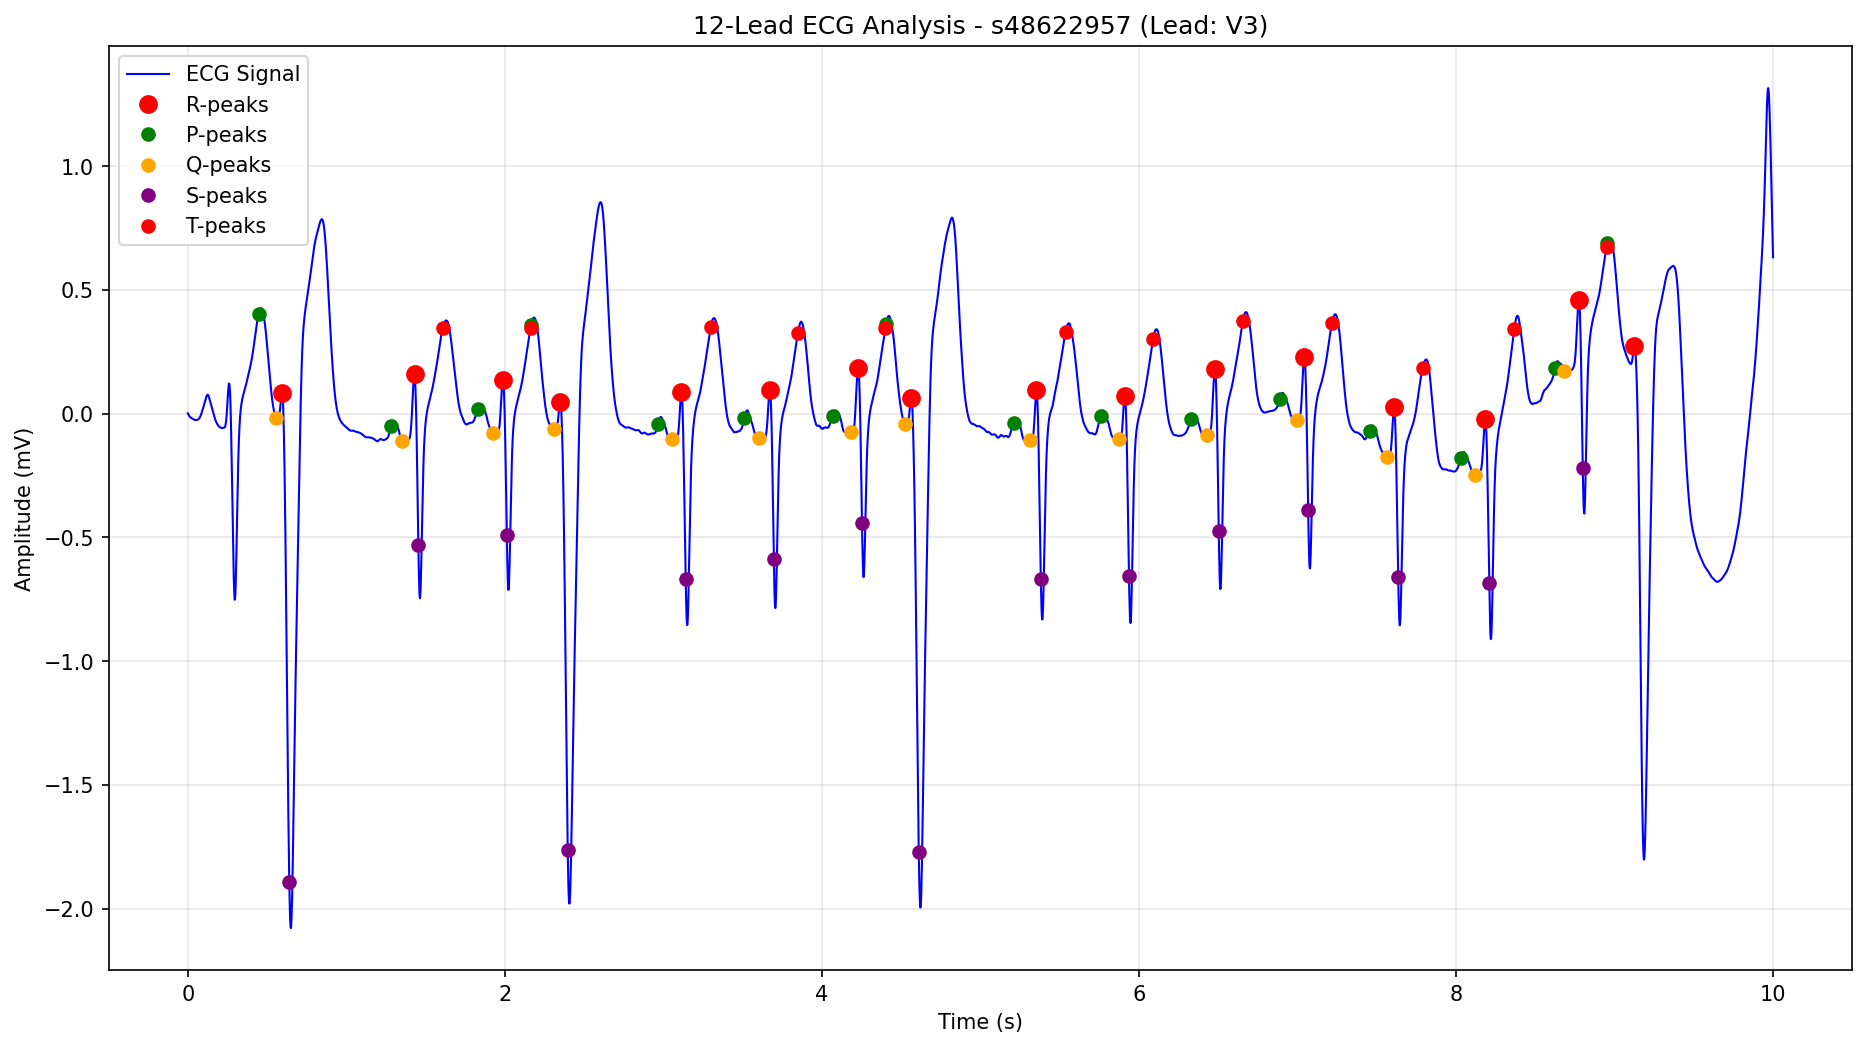 12-Lead ECG Analysis - s48622957 (Lead: V3)
ECG Signal
R-peaks
P-peaks
Q-peaks
S-peaks
T-peaks
Amplitude (mV)
1.0
0.5
0.0
−0.5
−1.0
−1.5
−2.0
0 2 4 6 8 10
Time (s)